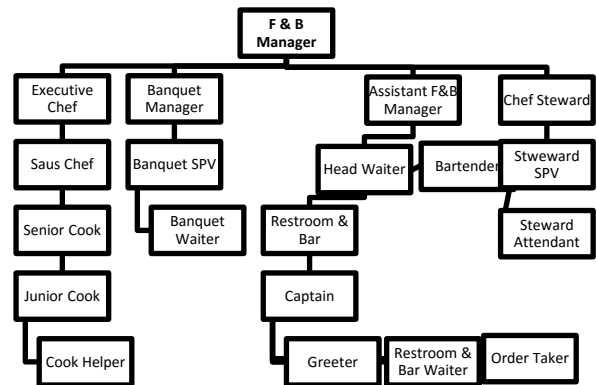 F & B
Manager
Executive
Chef
Banquet
Manager
Assistant F&B
Manager
Chef Steward
Saus Chef
Banquet SPV
Head Waiter
Bartender
Stweward
SPV
Senior Cook
Banquet
Waiter
Restroom &
Bar
Steward
Attendant
Junior Cook
Captain
Cook Helper
Greeter
Restroom &
Bar Waiter
Order Taker